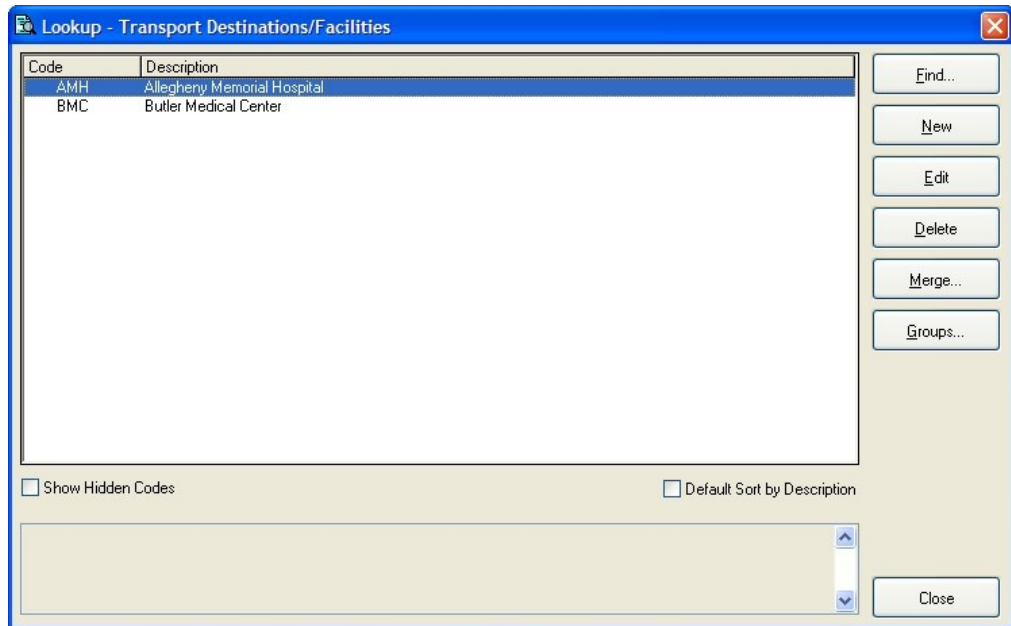 Lookup - Transport Destinations/Facilities
Code Description
AMH Allegheny Memorial Hospital
BMC Butler Medical Center
Find...
New
Edit
Delete
Merge...
Groups...
Show Hidden Codes
Default Sort by Description
Close